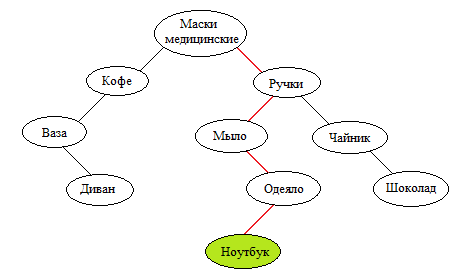 Маски
медицинские
Кофе
Ручки
Ваза
Мыло
Чайник
Диван
Одеяло
Шоколад
Ноутбук